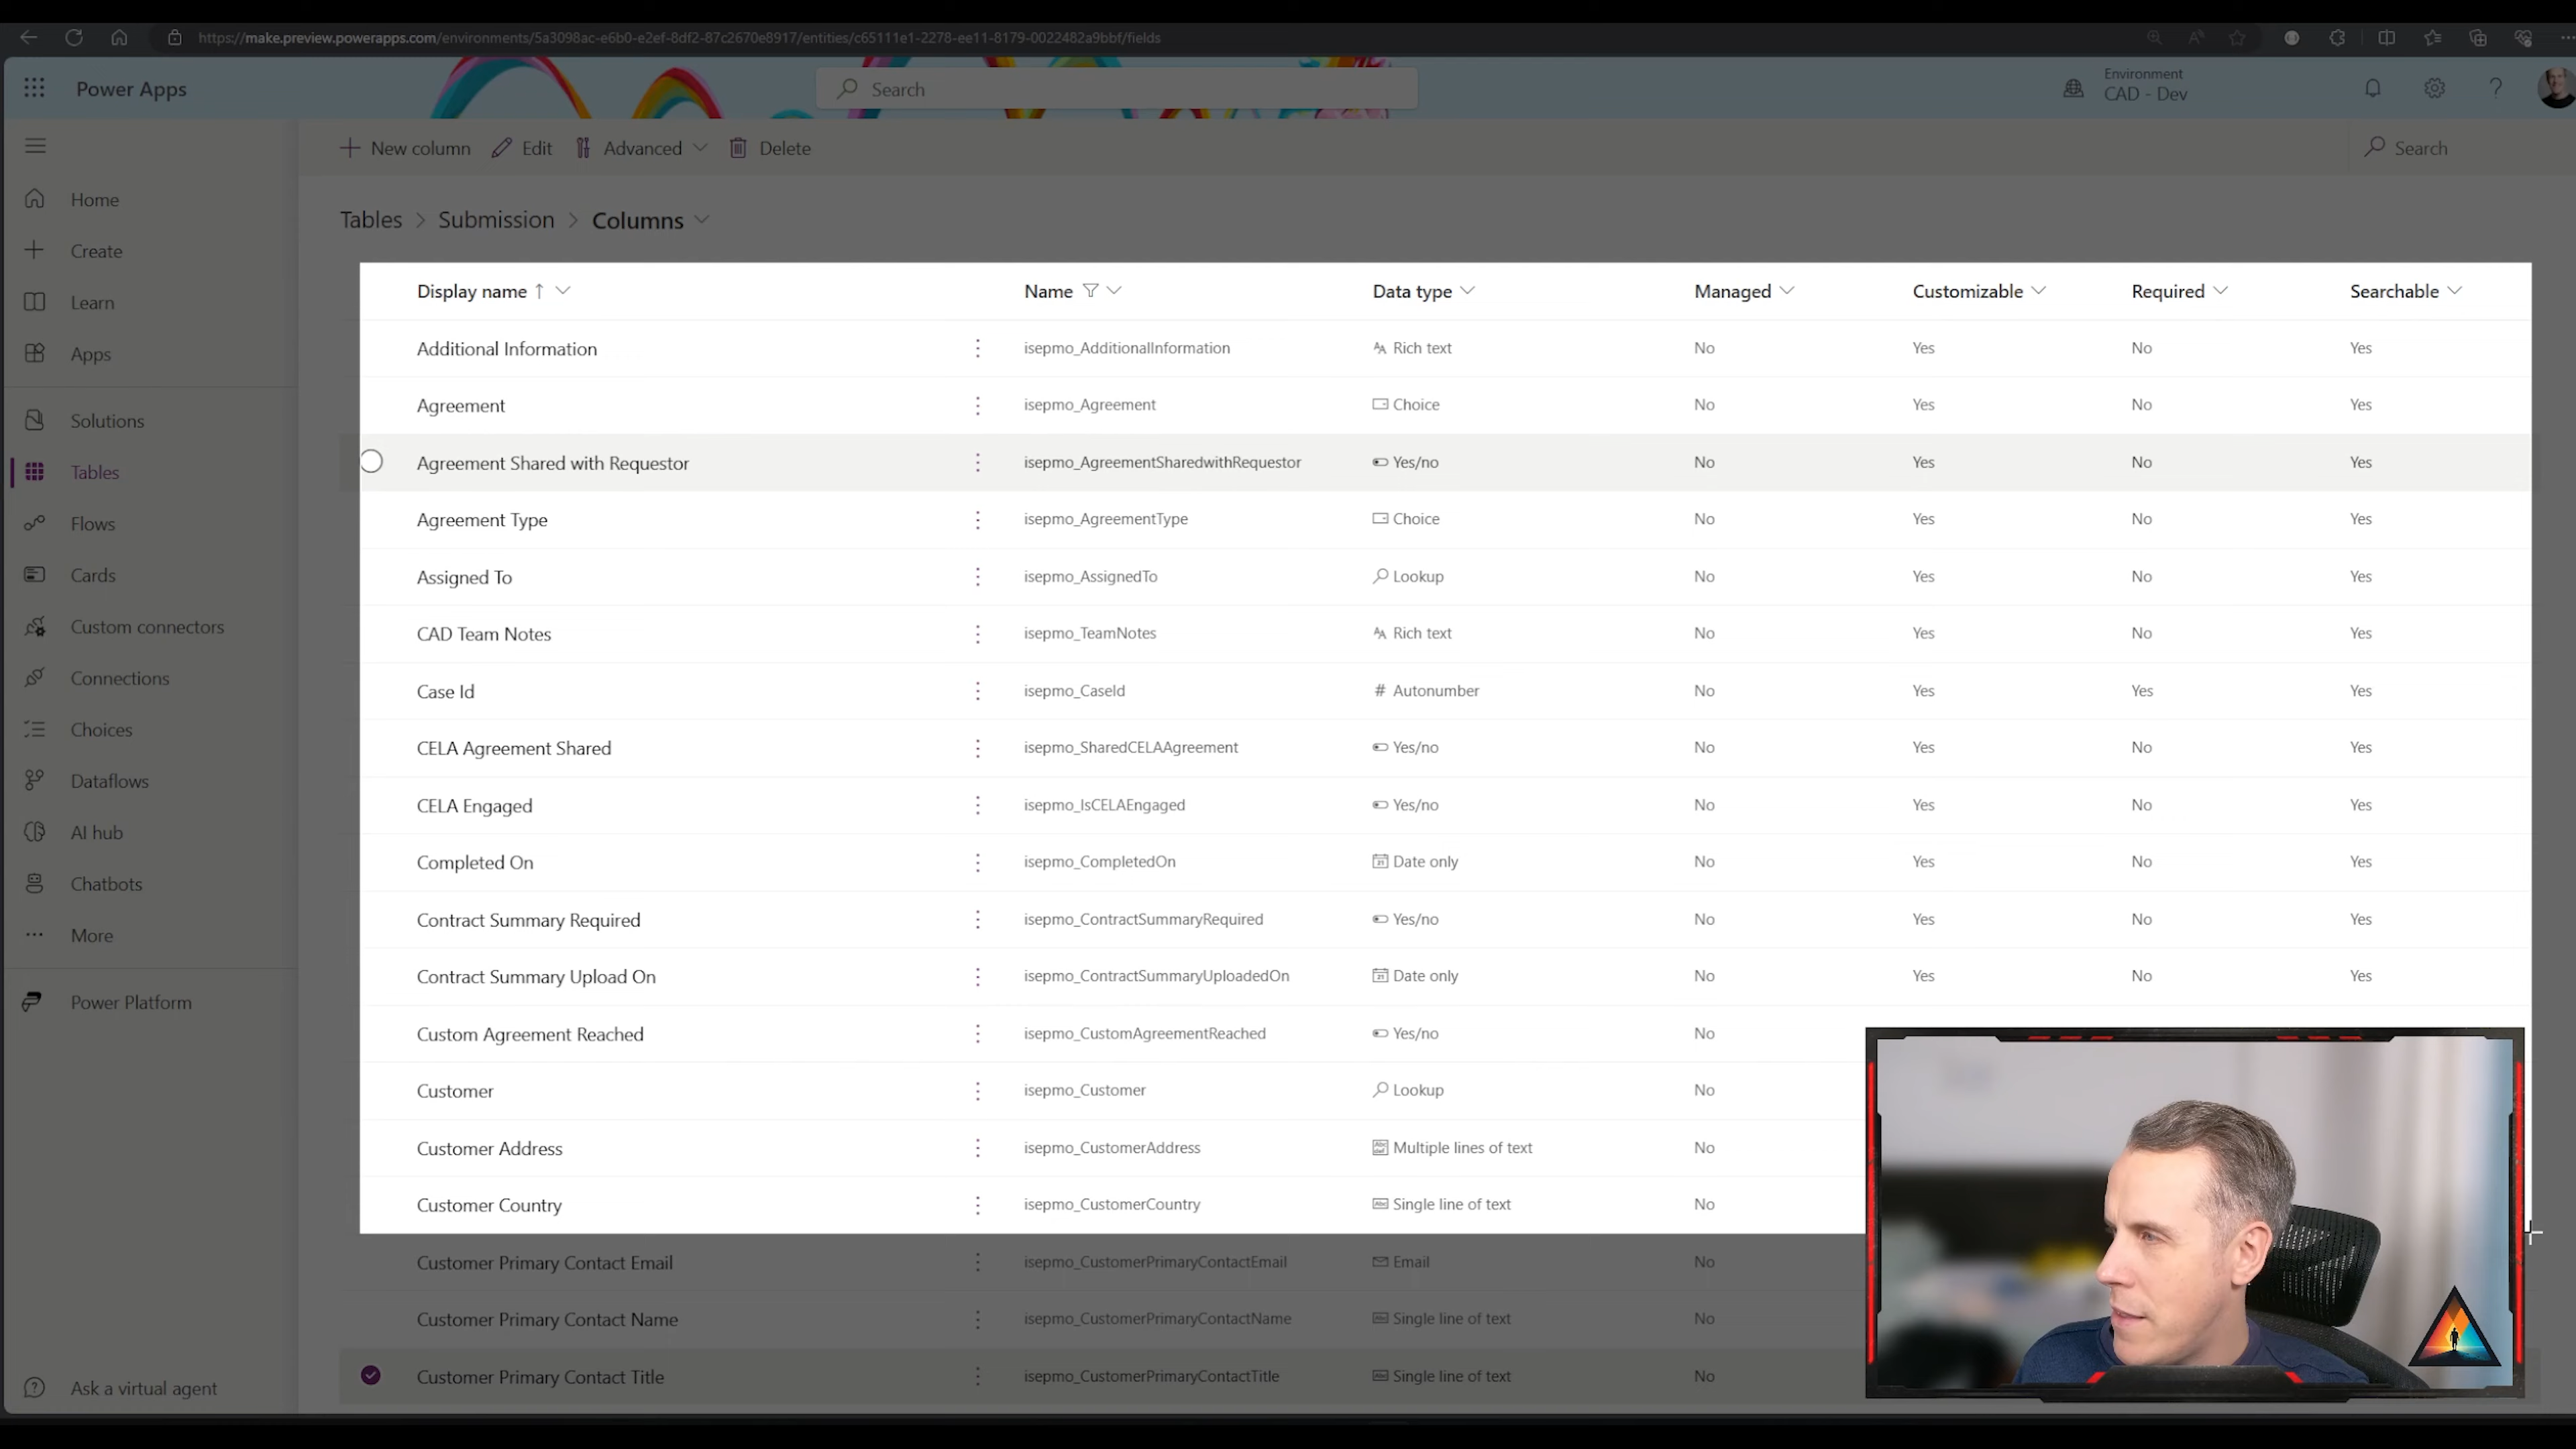 https://make.preview.powerapps.com/environments/5a3098ac-e6b0-e2ef-8df2-87c2670e8917/entities/c65111e1-2278-ee11-8179-0022482a9bbf/fields
Power Apps
Search
Environment
CAD - Dev
New column Edit Advanced Delete
Search
Tables > Submission > Columns
Home
Create
Learn
Apps
Solutions
Tables
Flows
Cards
Custom connectors
Connections
Choices
Dataflows
AI hub
Chatbots
More
Power Platform
Ask a virtual agent
Display name Name Data type Managed Customizable Required Searchable
Additional Information isepmo_AdditionalInformation Rich text No Yes No Yes
Agreement isepmo_Agreement Choice No Yes No Yes
Agreement Shared with Requestor isepmo_AgreementSharedwithRequestor Yes/no No Yes No Yes
Agreement Type isepmo_AgreementType Choice No Yes No Yes
Assigned To isepmo_AssignedTo Lookup No Yes No Yes
CAD Team Notes isepmo_TeamNotes Rich text No Yes No Yes
Case Id isepmo_CaseId Autonumber No Yes Yes Yes
CELA Agreement Shared isepmo_SharedCELAAgreement Yes/no No Yes No Yes
CELA Engaged isepmo_IsCELAEngaged Yes/no No Yes No Yes
Completed On isepmo_CompletedOn Date only No Yes No Yes
Contract Summary Required isepmo_ContractSummaryRequired Yes/no No Yes No Yes
Contract Summary Upload On isepmo_ContractSummaryUploadedOn Date only No Yes No Yes
Custom Agreement Reached isepmo_CustomAgreementReached Yes/no No
Customer isepmo_Customer Lookup No
Customer Address isepmo_CustomerAddress Multiple lines of text No
Customer Country isepmo_CustomerCountry Single line of text No
Customer Primary Contact Email isepmo_CustomerPrimaryContactEmail Email No
Customer Primary Contact Name isepmo_CustomerPrimaryContactName Single line of text No
Customer Primary Contact Title isepmo_CustomerPrimaryContactTitle Single line of text No